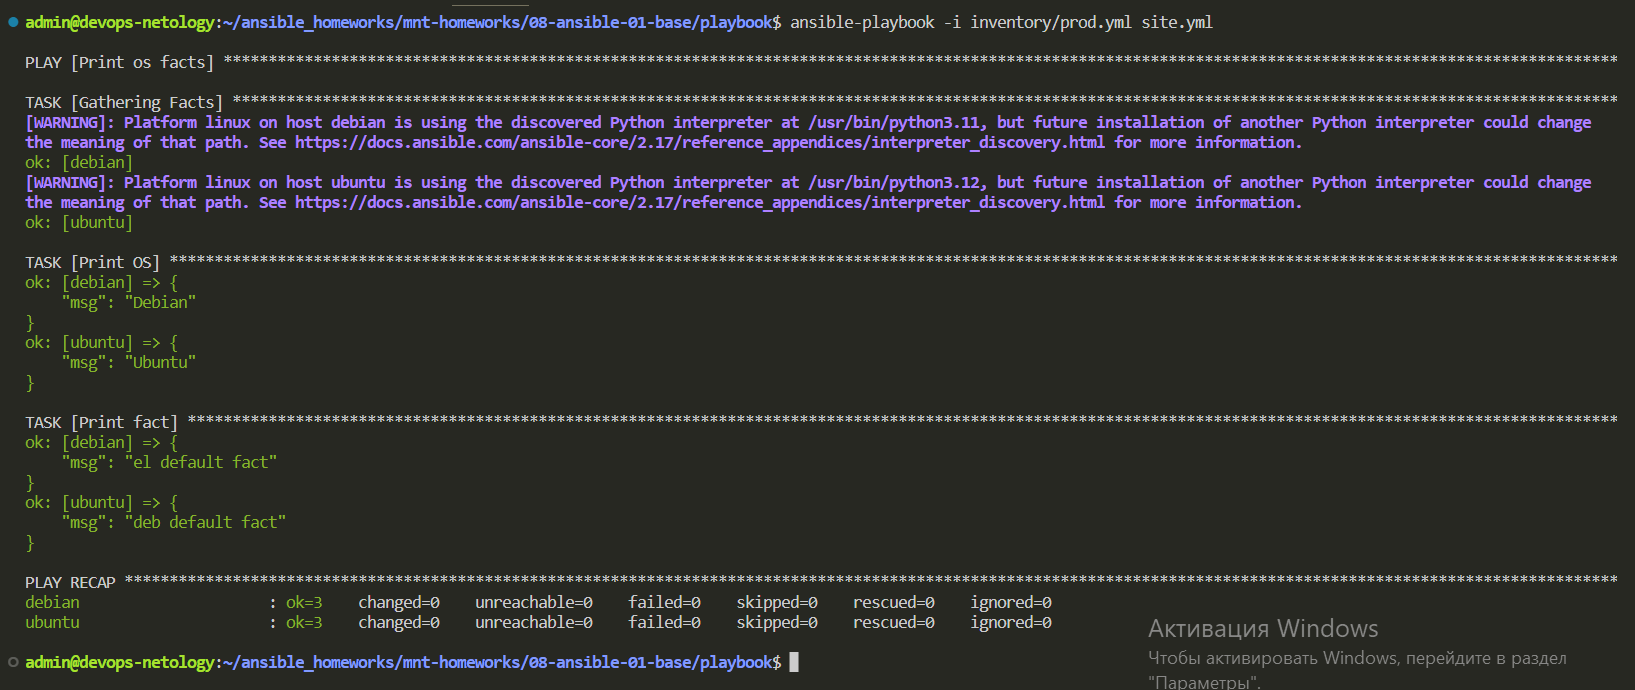 admin@devops-netology:~/ansible_homeworks/mnt-homeworks/08-ansible-01-base/playbook$ ansible-playbook -i inventory/prod.yml site.yml
PLAY [Print os facts] ***********************************************************************************************************************************************************
TASK [Gathering Facts] **********************************************************************************************************************************************************
[WARNING]: Platform linux on host debian is using the discovered Python interpreter at /usr/bin/python3.11, but future installation of another Python interpreter could change
the meaning of that path. See https://docs.ansible.com/ansible-core/2.17/reference_appendices/interpreter_discovery.html for more information.
ok: [debian]
[WARNING]: Platform linux on host ubuntu is using the discovered Python interpreter at /usr/bin/python3.12, but future installation of another Python interpreter could change
the meaning of that path. See https://docs.ansible.com/ansible-core/2.17/reference_appendices/interpreter_discovery.html for more information.
ok: [ubuntu]
TASK [Print OS] *****************************************************************************************************************************************************************
ok: [debian] => {
    "msg": "Debian"
}
ok: [ubuntu] => {
    "msg": "Ubuntu"
}
TASK [Print fact] ***************************************************************************************************************************************************************
ok: [debian] => {
    "msg": "el default fact"
}
ok: [ubuntu] => {
    "msg": "deb default fact"
}
PLAY RECAP **********************************************************************************************************************************************************************
debian                     : ok=3    changed=0    unreachable=0    failed=0    skipped=0    rescued=0    ignored=0
ubuntu                     : ok=3    changed=0    unreachable=0    failed=0    skipped=0    rescued=0    ignored=0
Активация Windows
Чтобы активировать Windows, перейдите в раздел
admin@devops-netology:~/ansible_homeworks/mnt-homeworks/08-ansible-01-base/playbook$
"Параметры".